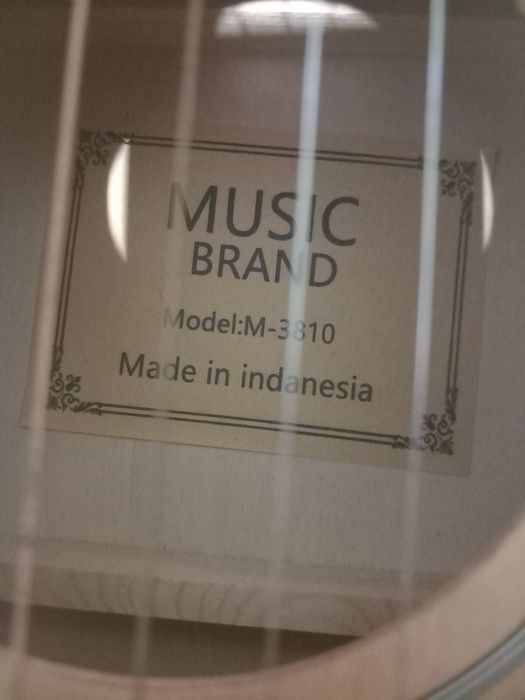 MUSIC
BRAND
Model:M-3810
Made in indanesia